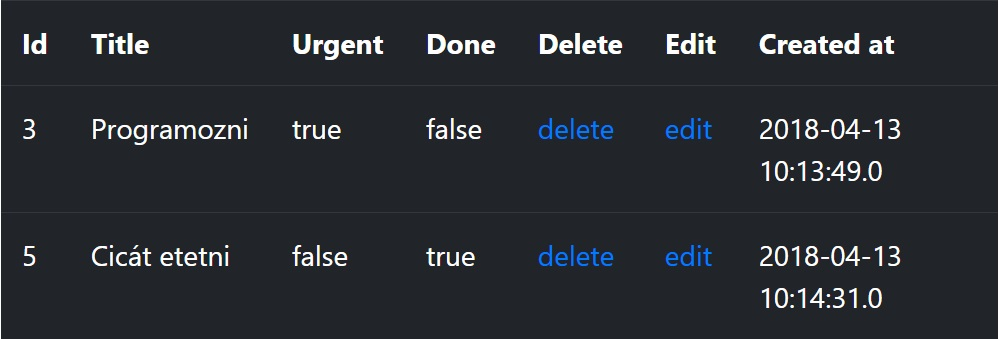 Id Title Urgent Done Delete Edit Created at
3 Programozni true false delete edit 2018-04-13
10:13:49.0
5 Cicát etetni false true delete edit 2018-04-13
10:14:31.0